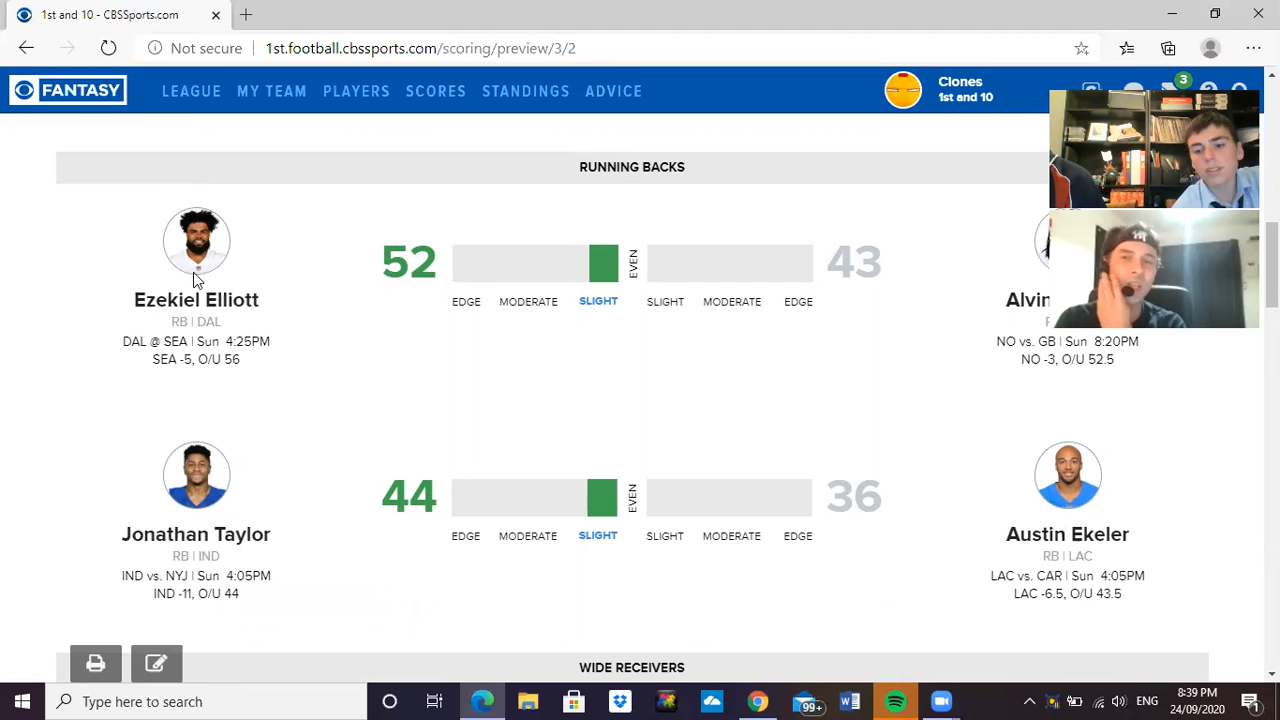 1st and 10 - CBSSports.com
Not secure
1st.football.cbssports.com/scoring/preview/3/2
FANTASY
LEAGUE MY TEAM PLAYERS SCORES STANDINGS ADVICE
Clones
1st and 10
3
RUNNING BACKS
52
EVEN
43
EDGE MODERATE SLIGHT SLIGHT MODERATE EDGE
Ezekiel Elliott
RB | DAL
DAL @ SEA | Sun 4:25PM
SEA -5, O/U 56
Alvin
NO vs. GB | Sun 8:20PM
NO -3, O/U 52.5
44
EVEN
36
EDGE MODERATE SLIGHT SLIGHT MODERATE EDGE
Jonathan Taylor
RB | IND
IND vs. NYJ | Sun 4:05PM
IND -11, O/U 44
Austin Ekeler
RB | LAC
LAC vs. CAR | Sun 4:05PM
LAC -6.5, O/U 43.5
WIDE RECEIVERS
Type here to search
99+
ENG
8:39 PM
24/09/2020
1